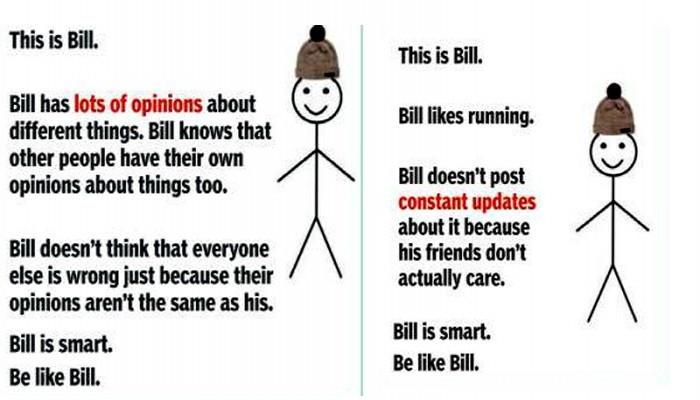 This is Bill.
Bill has lots of opinions about
different things. Bill knows that
other people have their own
opinions about things too.
Bill doesn't think that everyone
else is wrong just because their
opinions aren't the same as his.
Bill is smart.
Be like Bill.
This is Bill.
Bill likes running.
Bill doesn't post
constant updates
about it because
his friends don't
actually care.
Bill is smart.
Be like Bill.